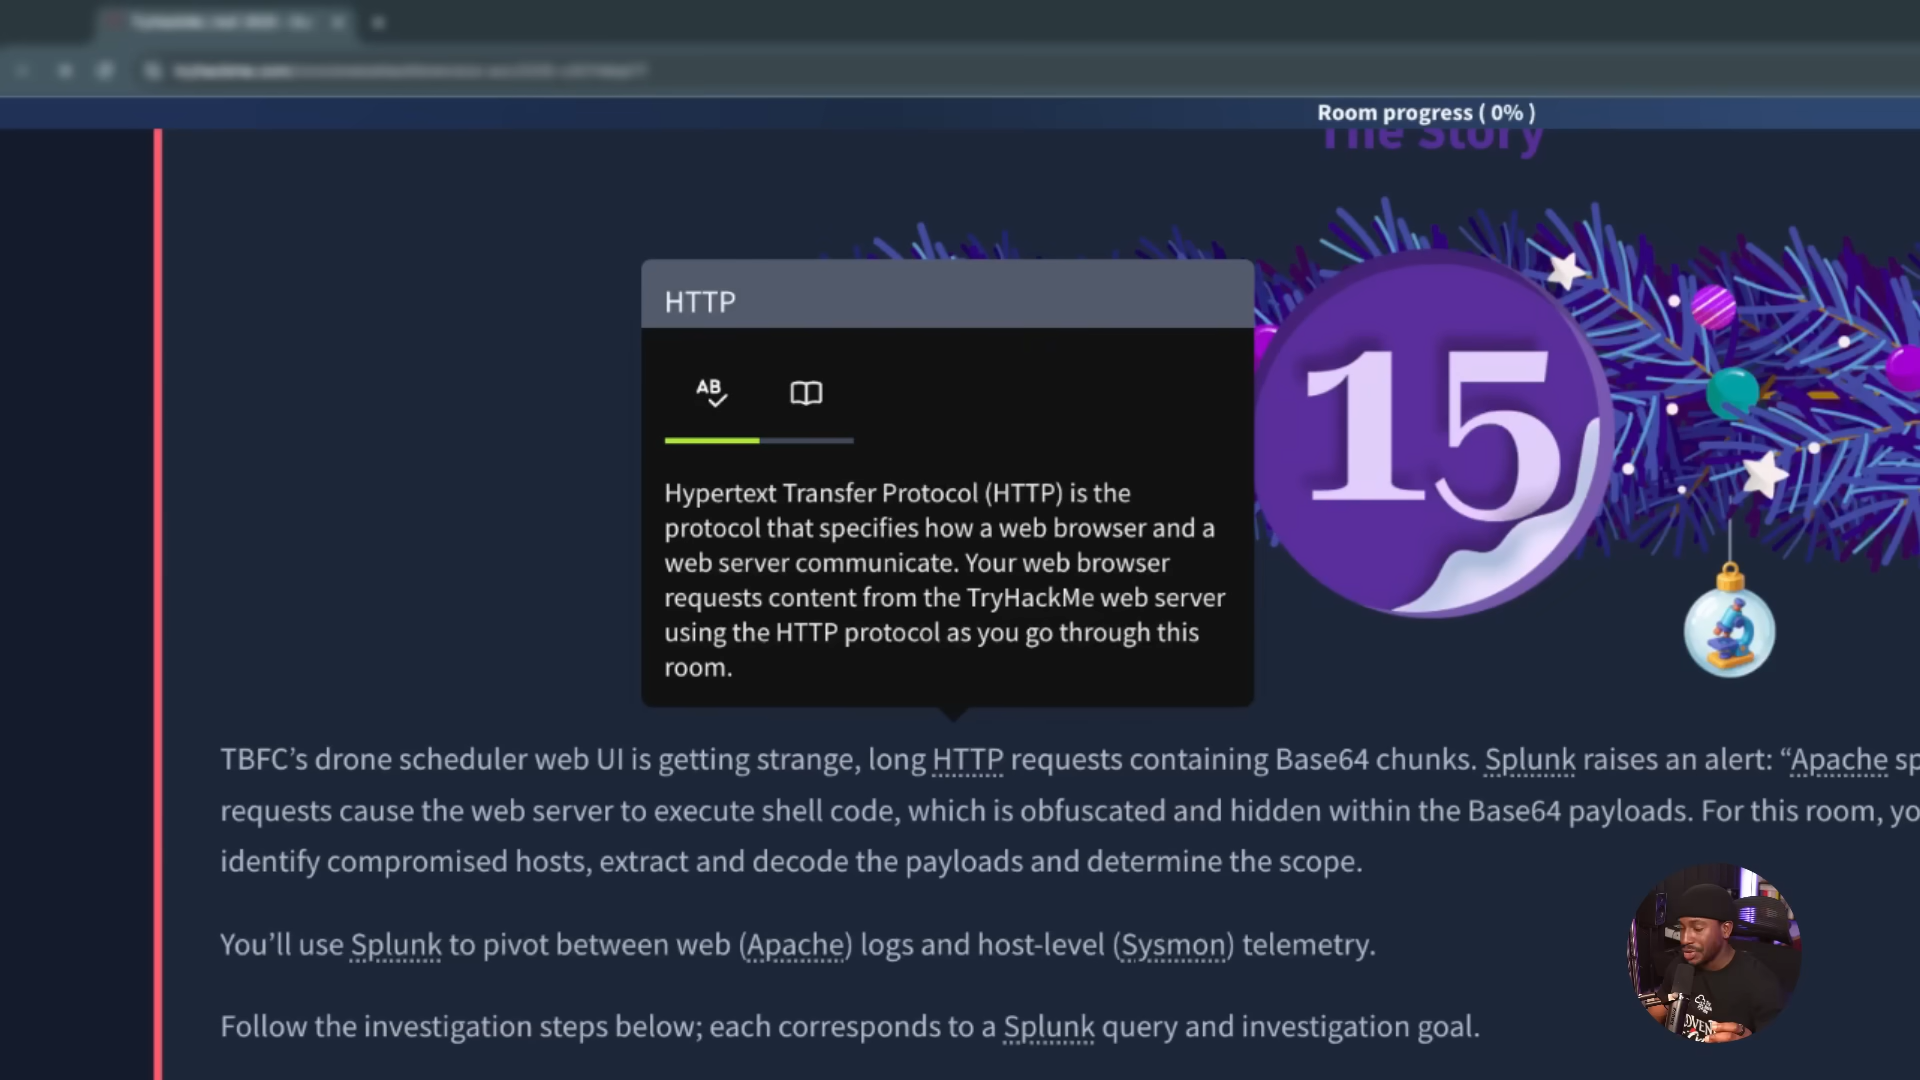 Room progress ( 0% )
The Story
HTTP
AB
15
Hypertext Transfer Protocol (HTTP) is the
protocol that specifies how a web browser and a
web server communicate. Your web browser
requests content from the TryHackMe web server
using the HTTP protocol as you go through this
room.
TBFC’s drone scheduler web UI is getting strange, long HTTP requests containing Base64 chunks. Splunk raises an alert: “Apache sp
requests cause the web server to execute shell code, which is obfuscated and hidden within the Base64 payloads. For this room, yo
identify compromised hosts, extract and decode the payloads and determine the scope.
You’ll use Splunk to pivot between web (Apache) logs and host-level (Sysmon) telemetry.
Follow the investigation steps below; each corresponds to a Splunk query and investigation goal.